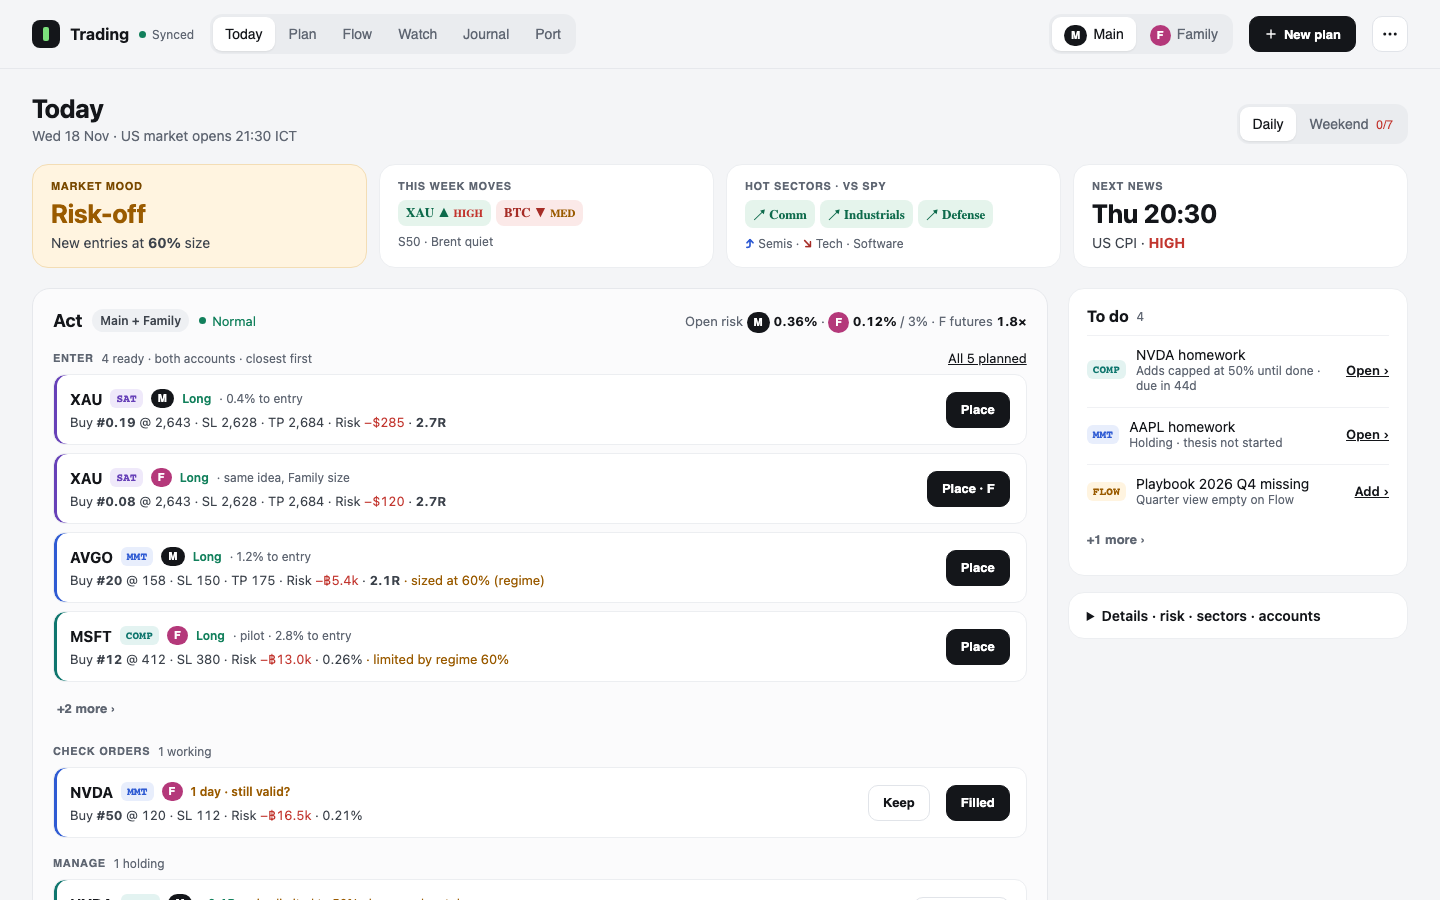 Trading
Synced
Today Plan Flow Watch Journal Port
M Main F Family
+ New plan
Today
Wed 18 Nov · US market opens 21:30 ICT
Daily Weekend 0/7
MARKET MOOD
Risk-off
New entries at 60% size
THIS WEEK MOVES
XAU ▲ HIGH BTC ▼ MED
S50 · Brent quiet
HOT SECTORS · VS SPY
↗ Comm ↗ Industrials ↗ Defense
Semis · ↘ Tech · Software
NEXT NEWS
Thu 20:30
US CPI · HIGH
Act Main + Family Normal
Open risk M 0.36% · F 0.12% / 3% · F futures 1.8×
ENTER 4 ready · both accounts · closest first
All 5 planned
XAU SAT M Long · 0.4% to entry
Buy #0.19 @ 2,643 · SL 2,628 · TP 2,684 · Risk −$285 · 2.7R
Place
XAU SAT F Long · same idea, Family size
Buy #0.08 @ 2,643 · SL 2,628 · TP 2,684 · Risk −$120 · 2.7R
Place · F
AVGO MMT M Long · 1.2% to entry
Buy #20 @ 158 · SL 150 · TP 175 · Risk −฿5.4k · 2.1R · sized at 60% (regime)
Place
MSFT COMP F Long · pilot · 2.8% to entry
Buy #12 @ 412 · SL 380 · Risk −฿13.0k · 0.26% · limited by regime 60%
Place
+2 more ›
CHECK ORDERS 1 working
NVDA MMT F 1 day · still valid?
Buy #50 @ 120 · SL 112 · Risk −฿16.5k · 0.21%
Keep Filled
MANAGE 1 holding
To do 4
COMP NVDA homework
Adds capped at 50% until done ·
due in 44d
Open ›
MMT AAPL homework
Holding · thesis not started
Open ›
FLOW Playbook 2026 Q4 missing
Quarter view empty on Flow
Add ›
+1 more ›
▶ Details · risk · sectors · accounts